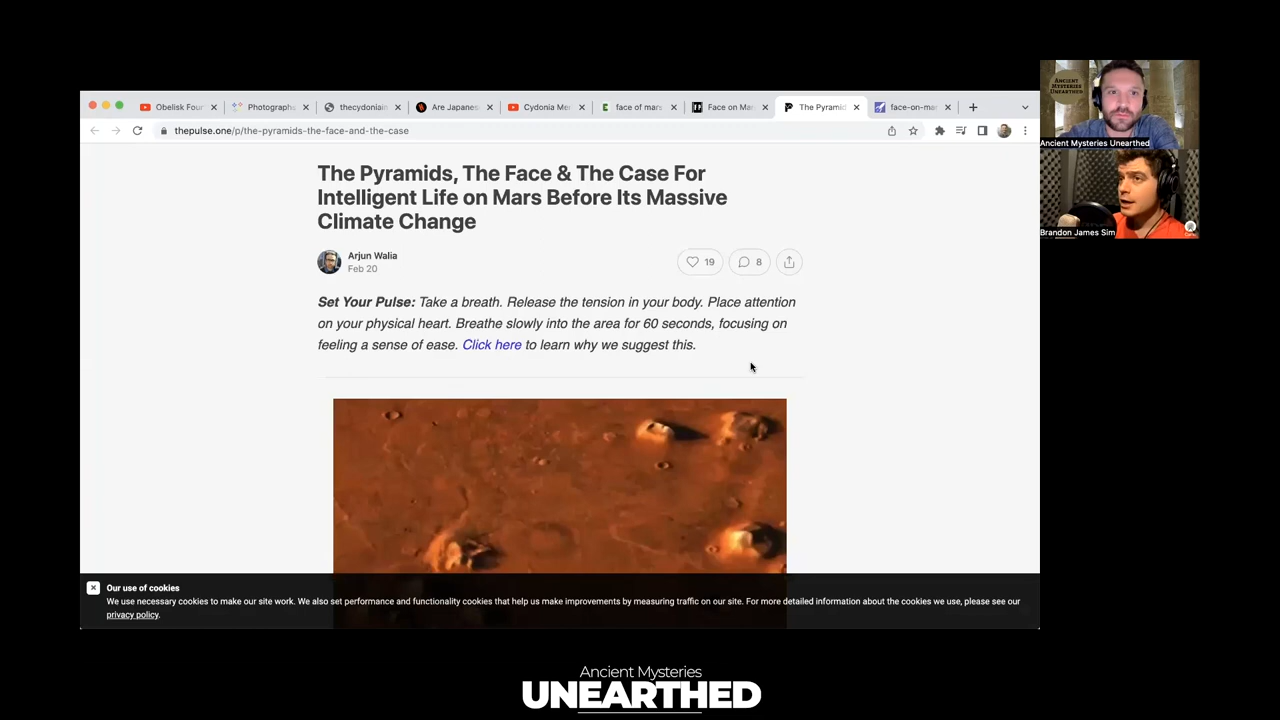 Obelisk Four
Photographs
thecydoniain
Are Japanes
Cydonia Me
face of mars
Face on Mar
The Pyramid
face-on-mar
thepulse.one/p/the-pyramids-the-face-and-the-case
The Pyramids, The Face & The Case For
Intelligent Life on Mars Before Its Massive
Climate Change
Arjun Walia
Feb 20
19
8
Set Your Pulse: Take a breath. Release the tension in your body. Place attention
on your physical heart. Breathe slowly into the area for 60 seconds, focusing on
feeling a sense of ease. Click here to learn why we suggest this.
Our use of cookies
We use necessary cookies to make our site work. We also set performance and functionality cookies that help us make improvements by measuring traffic on our site. For more detailed information about the cookies we use, please see our
privacy policy.
ANCIENT
MYSTERIES
UNEARTHED
Ancient Mysteries Unearthed
Brandon James Sim
Ancient Mysteries
UNEARTHED